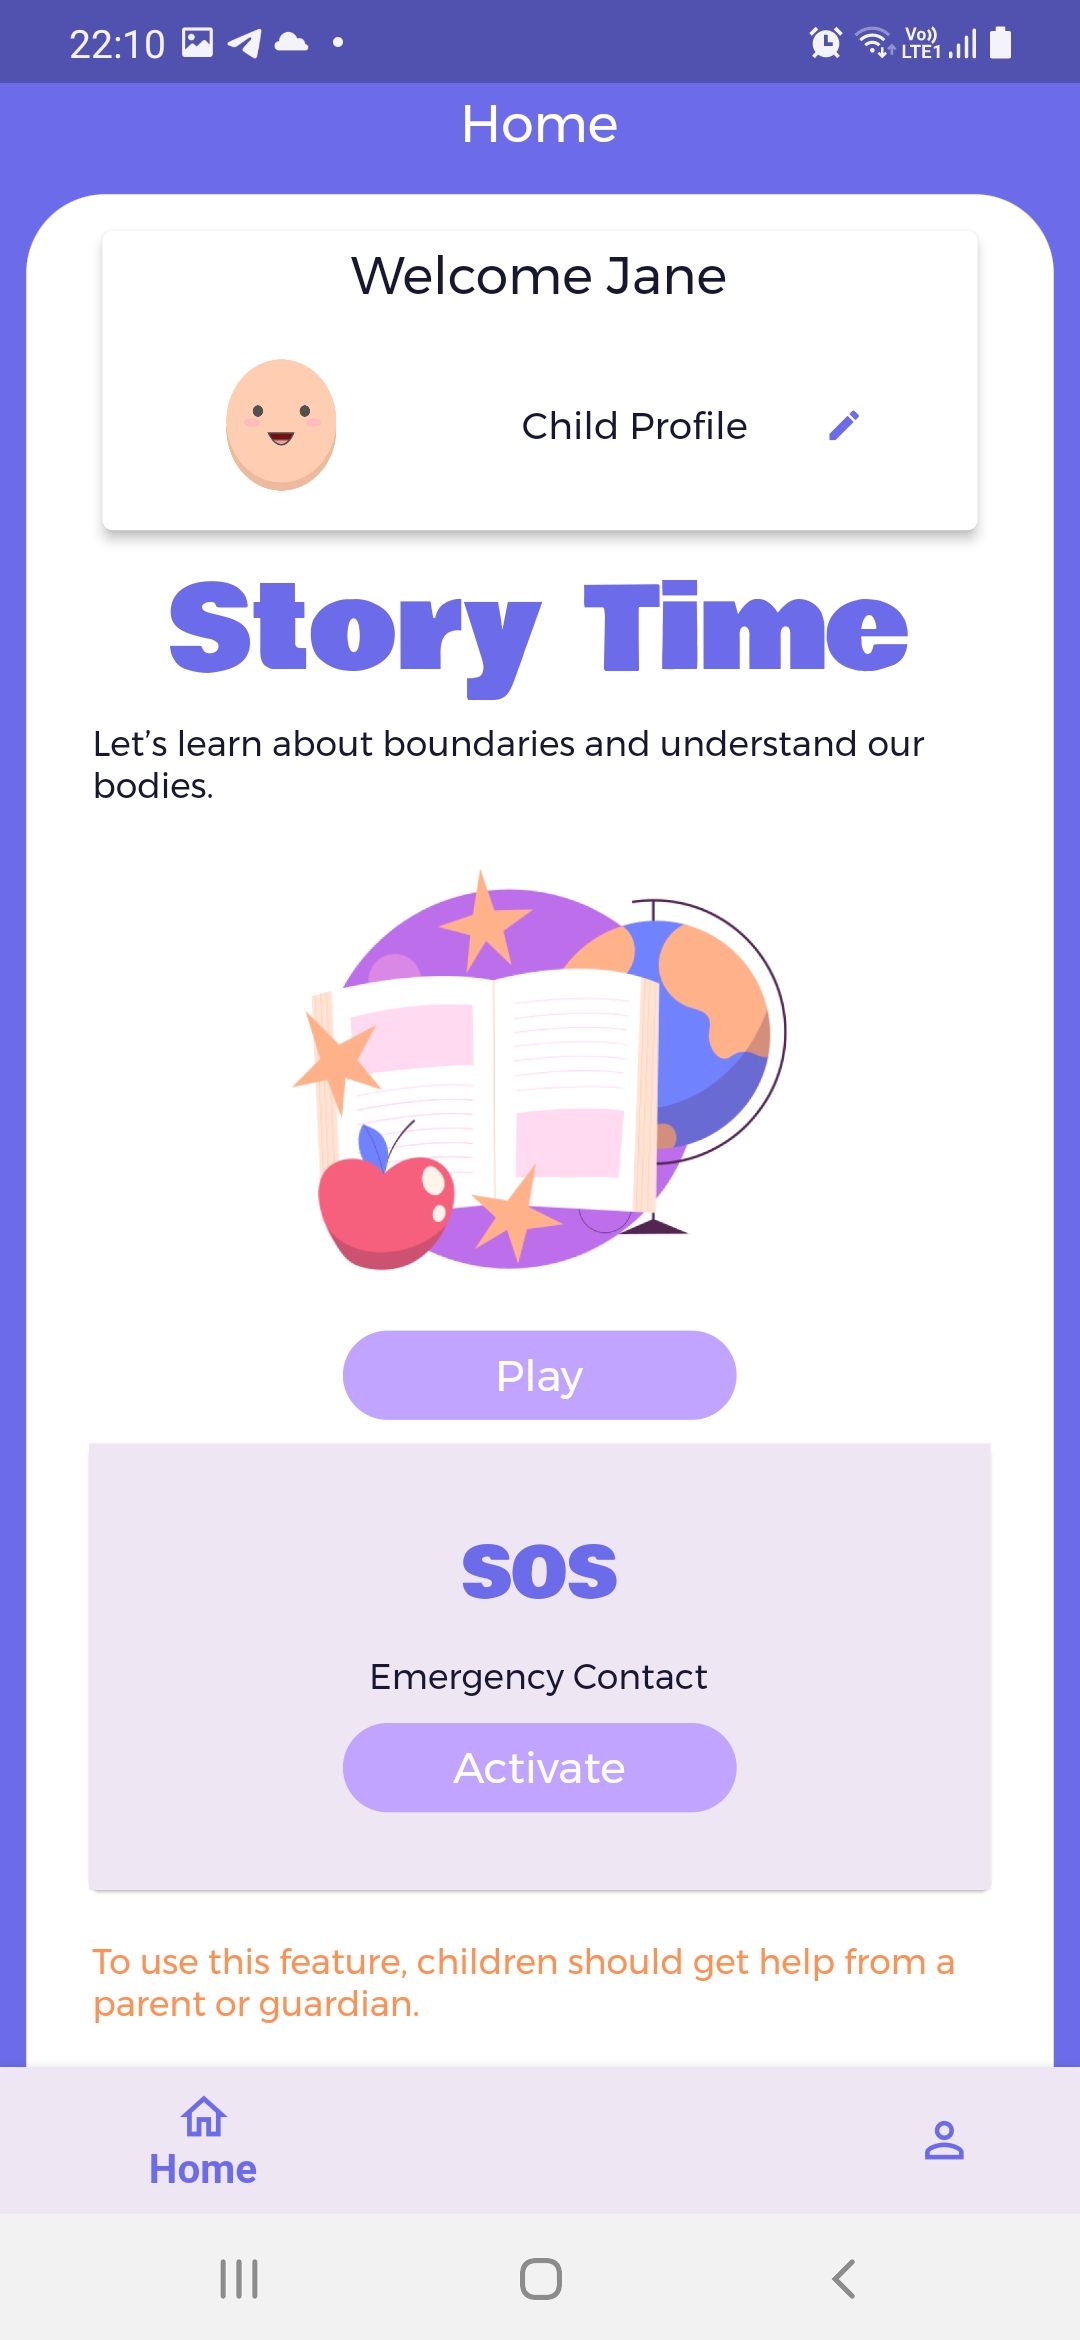 22:10
Vo))
LTE1
Home
Welcome Jane
Child Profile
Story Time
Let’s learn about boundaries and understand our
bodies.
Play
SOS
Emergency Contact
Activate
To use this feature, children should get help from a
parent or guardian.
Home